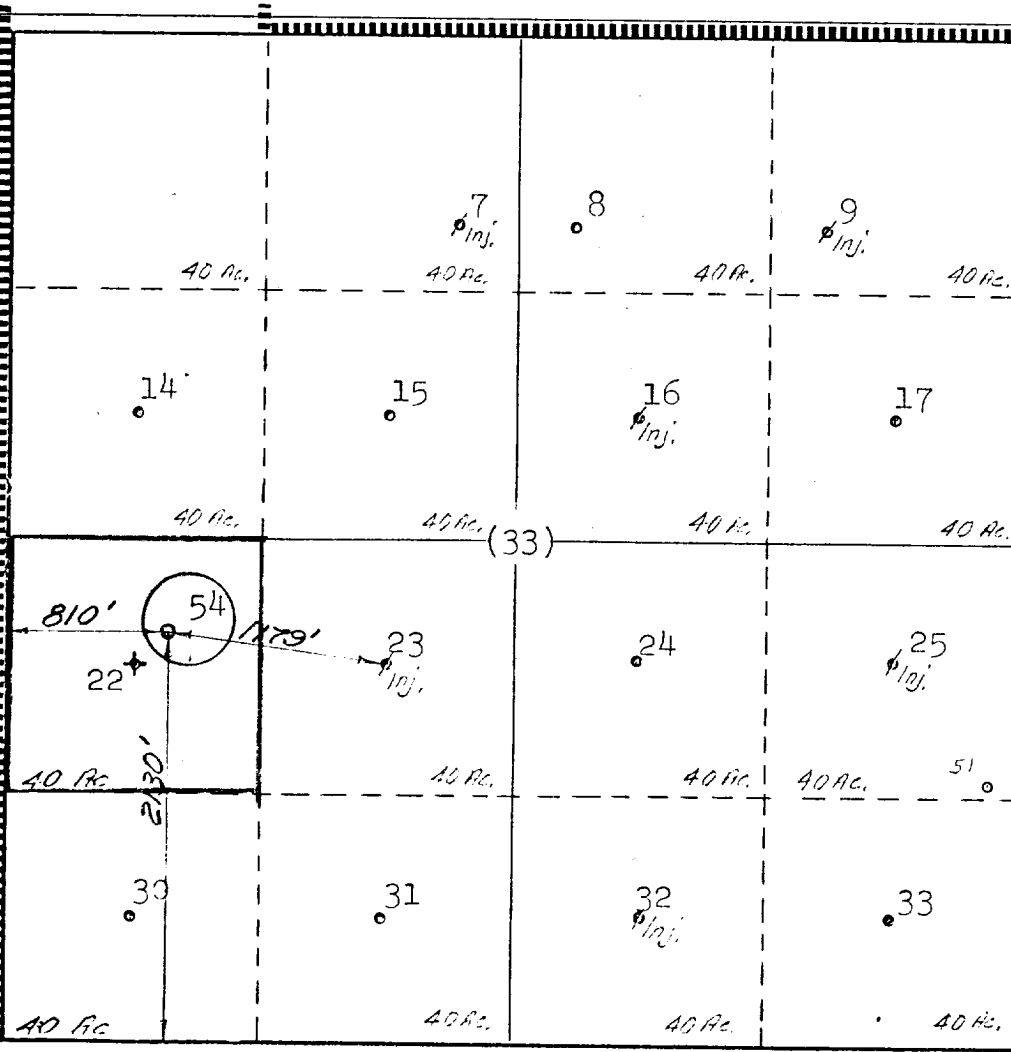 7 8 9
Inj. Inj.
40 Ac. 40 Ac. 40 Ac. 40 Ac.
14 15 16 17
Inj.
40 Ac. 40 Ac. 40 Ac. 40 Ac.
(33)
810' 54 1179'
22 23 24 25
Inj. Inj.
2130'
40 Ac. 40 Ac. 40 Ac. 40 Ac. 51
30 31 32 33
Inj.
40 Ac. 40 Ac. 40 Ac. 40 Ac.